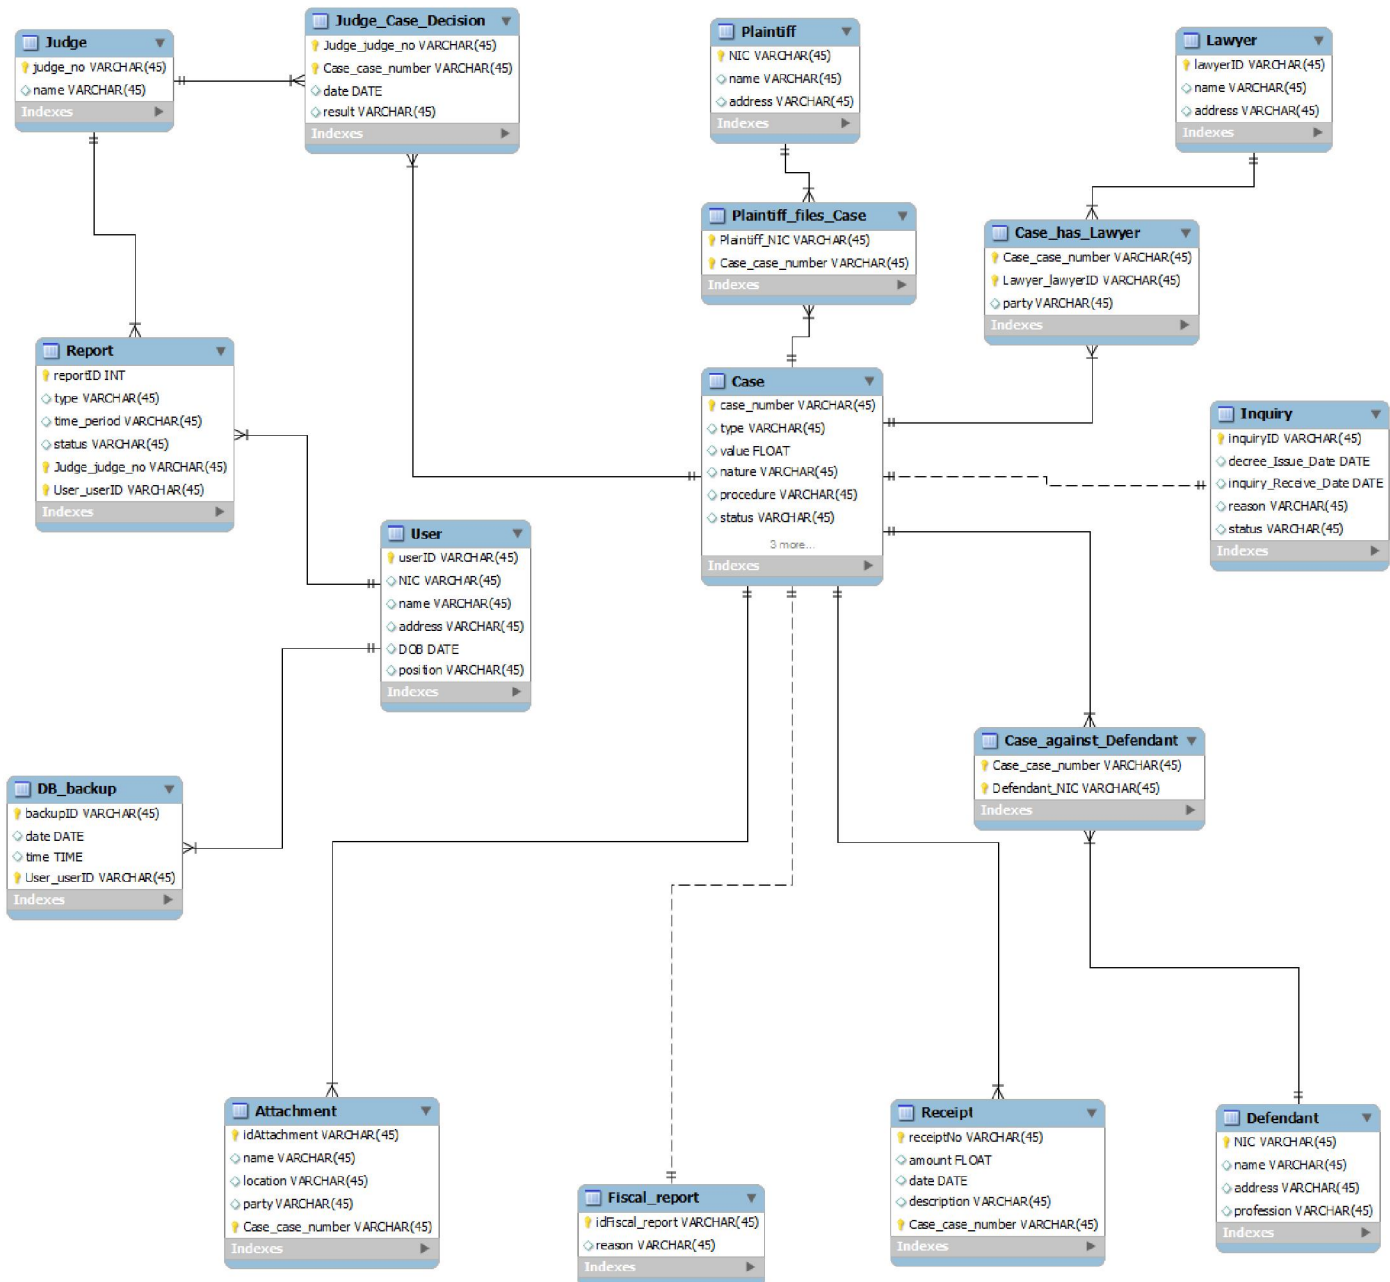 Judge
judge_no VARCHAR(45)
name VARCHAR(45)
Indexes
Judge_Case_Decision
Judge_judge_no VARCHAR(45)
Case_case_number VARCHAR(45)
date DATE
result VARCHAR(45)
Indexes
Plaintiff
NIC VARCHAR(45)
name VARCHAR(45)
address VARCHAR(45)
Indexes
Lawyer
lawyerID VARCHAR(45)
name VARCHAR(45)
address VARCHAR(45)
Indexes
Plaintiff_files_Case
Plaintiff_NIC VARCHAR(45)
Case_case_number VARCHAR(45)
Indexes
Case_has_Lawyer
Case_case_number VARCHAR(45)
Lawyer_lawyerID VARCHAR(45)
party VARCHAR(45)
Indexes
Report
reportID INT
type VARCHAR(45)
time_period VARCHAR(45)
status VARCHAR(45)
Judge_judge_no VARCHAR(45)
User_userID VARCHAR(45)
Indexes
Case
case_number VARCHAR(45)
type VARCHAR(45)
value FLOAT
nature VARCHAR(45)
procedure VARCHAR(45)
status VARCHAR(45)
3 more...
Indexes
Inquiry
inquiryID VARCHAR(45)
decree_Issue_Date DATE
inquiry_Receive_Date DATE
reason VARCHAR(45)
status VARCHAR(45)
Indexes
User
userID VARCHAR(45)
NIC VARCHAR(45)
name VARCHAR(45)
address VARCHAR(45)
DOB DATE
position VARCHAR(45)
Indexes
DB_backup
backupID VARCHAR(45)
date DATE
time TIME
User_userID VARCHAR(45)
Indexes
Case_against_Defendant
Case_case_number VARCHAR(45)
Defendant_NIC VARCHAR(45)
Indexes
Attachment
idAttachment VARCHAR(45)
name VARCHAR(45)
location VARCHAR(45)
party VARCHAR(45)
Case_case_number VARCHAR(45)
Indexes
Fiscal_report
idFiscal_report VARCHAR(45)
reason VARCHAR(45)
Indexes
Receipt
receiptNo VARCHAR(45)
amount FLOAT
date DATE
description VARCHAR(45)
Case_case_number VARCHAR(45)
Indexes
Defendant
NIC VARCHAR(45)
name VARCHAR(45)
address VARCHAR(45)
profession VARCHAR(45)
Indexes